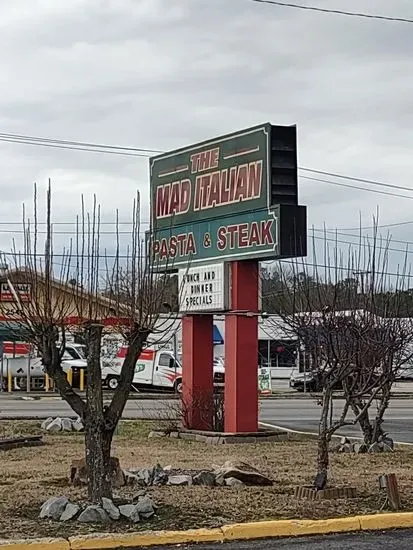 THE
MAD ITALIAN
PASTA & STEAK
LUNCH AND
DINNER
SPECIALS